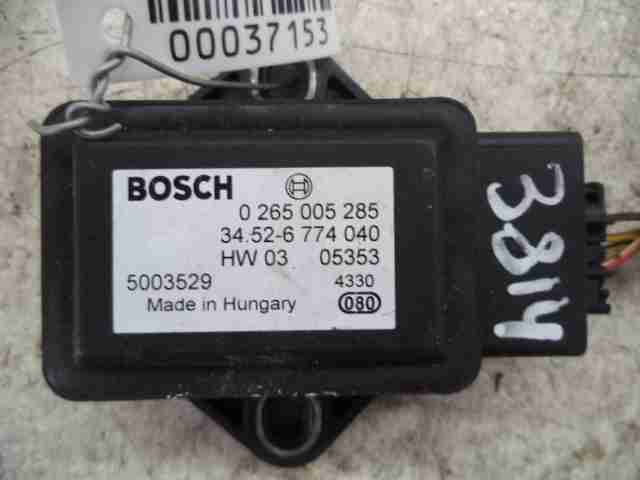 00037153
BOSCH
0 265 005 285
34.52-6 774 040
HW 03 05353
5003529 4330
Made in Hungary 080
3814